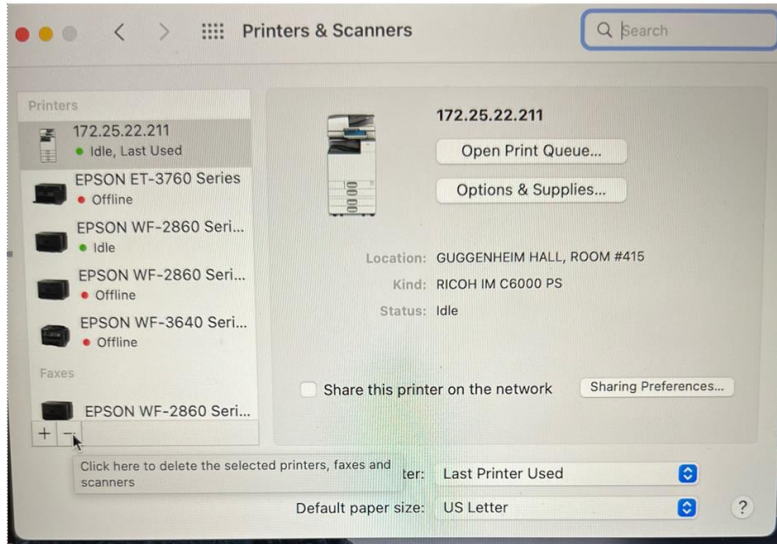 Printers & Scanners
Search
Printers
172.25.22.211
Idle, Last Used
EPSON ET-3760 Series
Offline
EPSON WF-2860 Seri...
Idle
EPSON WF-2860 Seri...
Offline
EPSON WF-3640 Seri...
Offline
Faxes
EPSON WF-2860 Seri...
+ −
Click here to delete the selected printers, faxes and
scanners
172.25.22.211
Open Print Queue...
Options & Supplies...
Location: GUGGENHEIM HALL, ROOM #415
Kind: RICOH IM C6000 PS
Status: Idle
Share this printer on the network
Sharing Preferences...
ter: Last Printer Used
Default paper size: US Letter
?